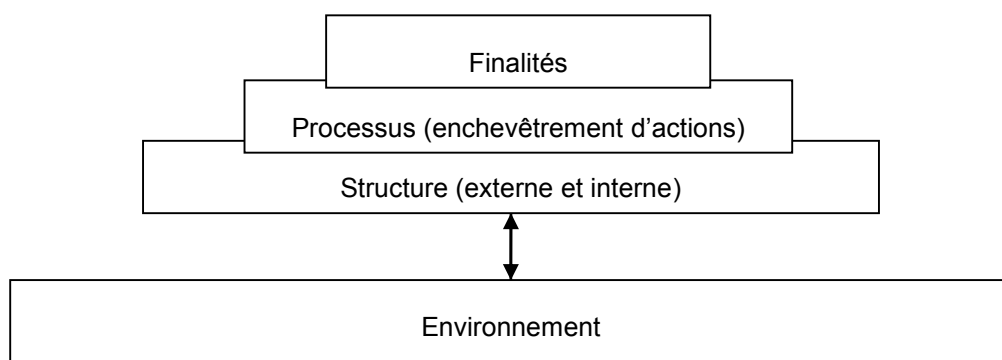 Finalités
Processus (enchevêtrement d’actions)
Structure (externe et interne)
Environnement